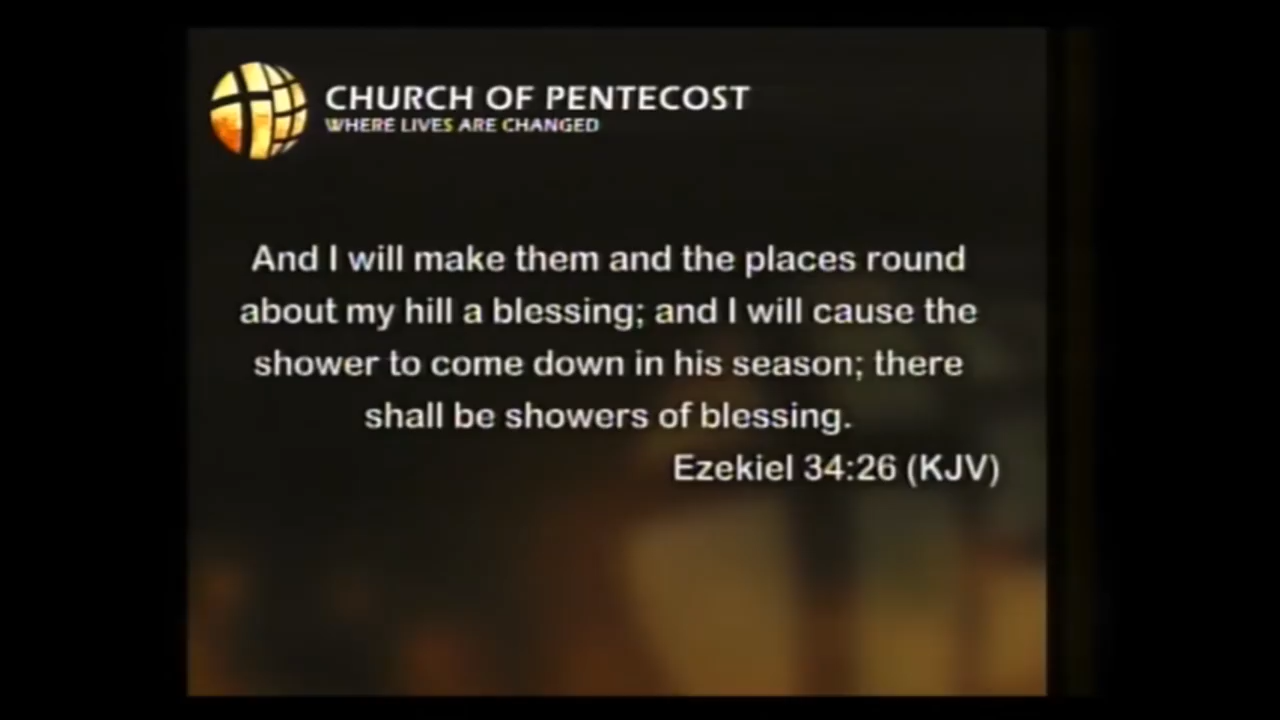 CHURCH OF PENTECOST
WHERE LIVES ARE CHANGED
And I will make them and the places round
about my hill a blessing; and I will cause the
shower to come down in his season; there
shall be showers of blessing.
Ezekiel 34:26 (KJV)